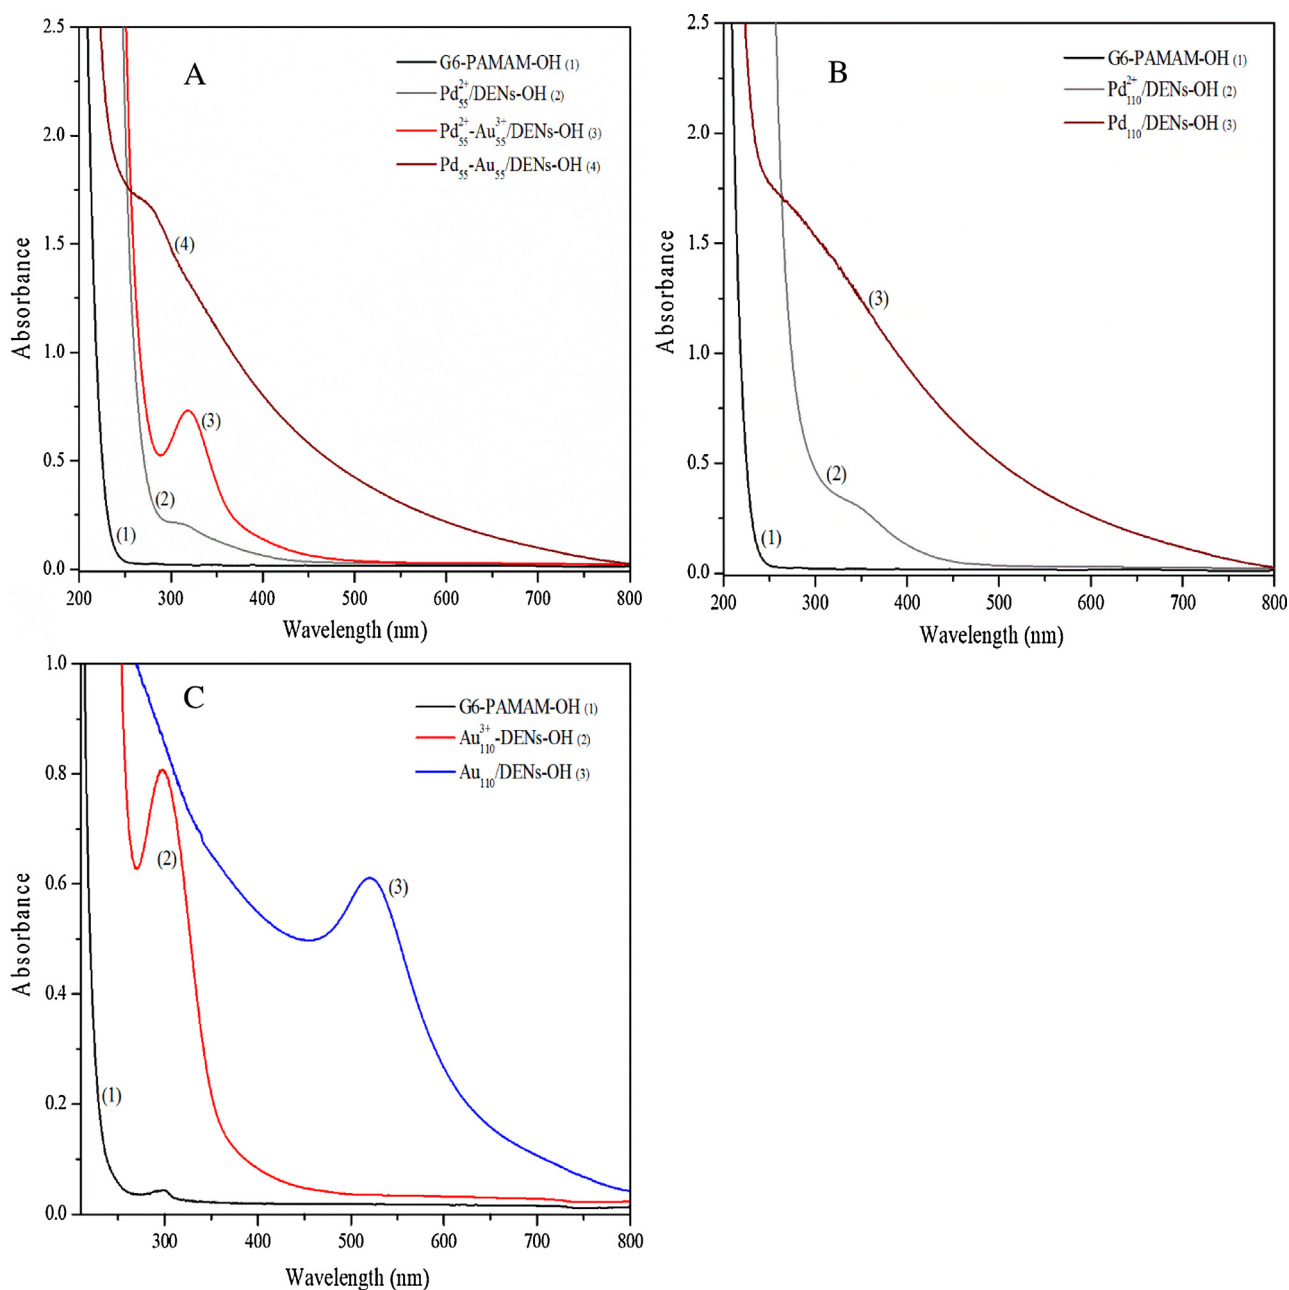 A
G6-PAMAM-OH (1)
Pd₅₅²⁺/DENs-OH (2)
Pd₅₅²⁺-Au₅₅³⁺/DENs-OH (3)
Pd₅₅-Au₅₅/DENs-OH (4)
2.5
2.0
1.5
1.0
0.5
0.0
Absorbance
(1)
(2)
(3)
(4)
200 300 400 500 600 700 800
Wavelength (nm)
B
G6-PAMAM-OH (1)
Pd₁₁₀²⁺/DENs-OH (2)
Pd₁₁₀/DENs-OH (3)
2.5
2.0
1.5
1.0
0.5
0.0
Absorbance
(1)
(2)
(3)
200 300 400 500 600 700 800
Wavelength (nm)
C
G6-PAMAM-OH (1)
Au₁₁₀³⁺-DENs-OH (2)
Au₁₁₀/DENs-OH (3)
1.0
0.8
0.6
0.4
0.2
0.0
Absorbance
(1)
(2)
(3)
300 400 500 600 700 800
Wavelength (nm)